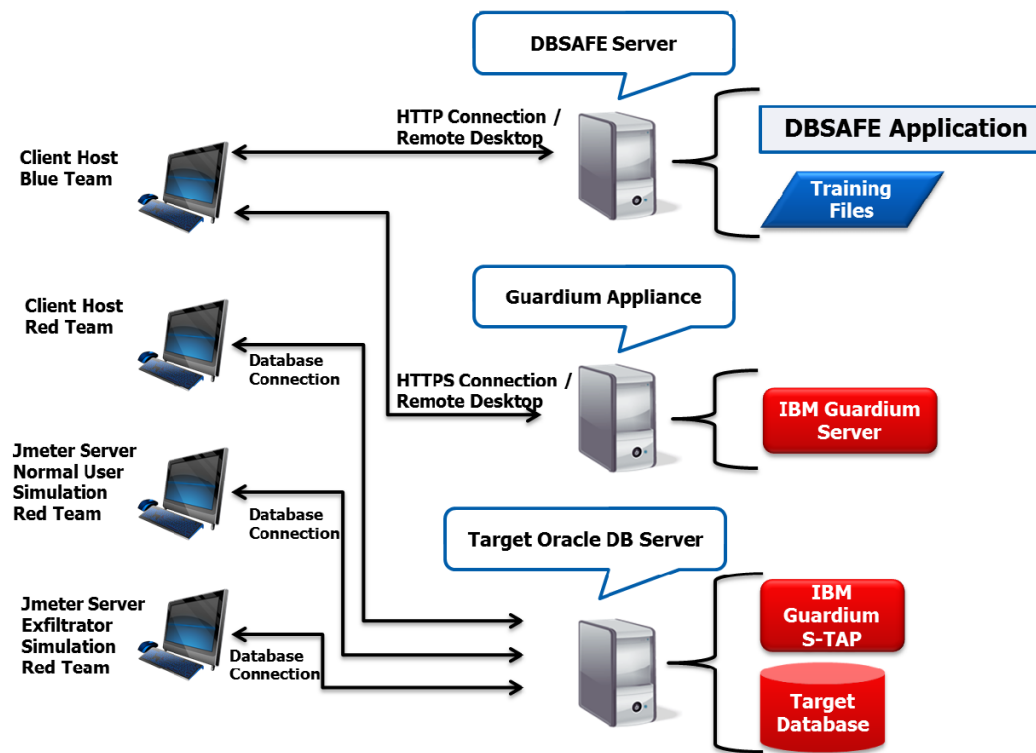 DBSAFE Server
HTTP Connection /
Remote Desktop
DBSAFE Application
Client Host
Blue Team
Training
Files
Guardium Appliance
Client Host
Red Team
Database
Connection
HTTPS Connection /
Remote Desktop
IBM Guardium
Server
Jmeter Server
Normal User
Simulation
Red Team
Database
Connection
Target Oracle DB Server
IBM
Guardium
S-TAP
Jmeter Server
Exfiltrator
Simulation
Red Team
Database
Connection
Target
Database